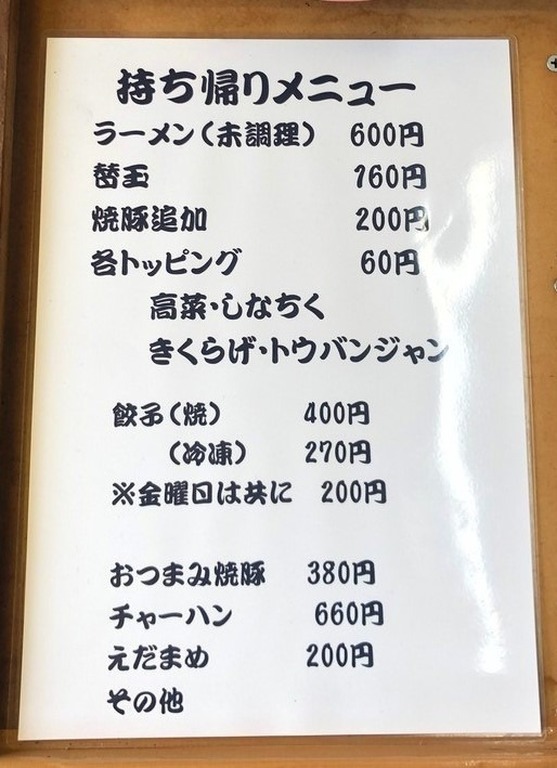 持ち帰りメニュー
ラーメン(未調理) 600円
替玉 160円
焼豚追加 200円
各トッピング 60円
高菜・しなちく
きくらげ・トウバンジャン
餃子(焼) 400円
(冷凍) 270円
※金曜日は共に 200円
おつまみ焼豚 380円
チャーハン 660円
えだまめ 200円
その他